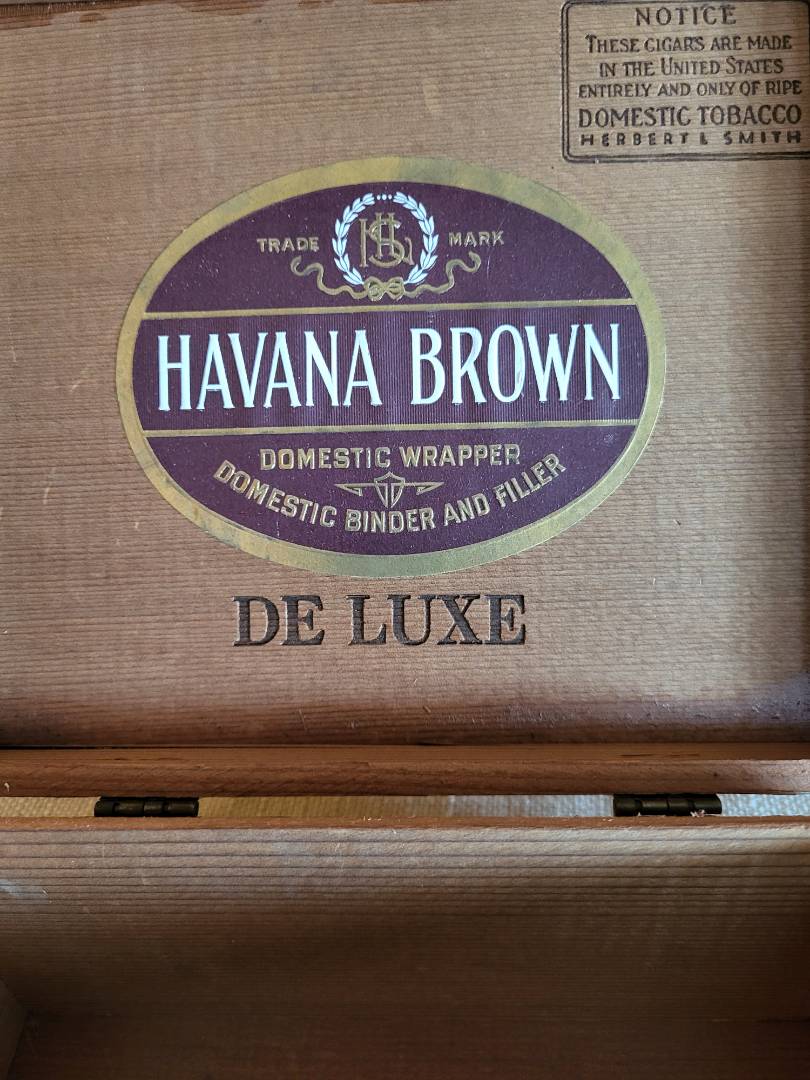 NOTICE
THESE CIGARS ARE MADE
IN THE UNITED STATES
ENTIRELY AND ONLY OF RIPE
DOMESTIC TOBACCO
HERBERT L SMITH
HLS
TRADE MARK
HAVANA BROWN
DOMESTIC WRAPPER
DOMESTIC BINDER AND FILLER
DE LUXE